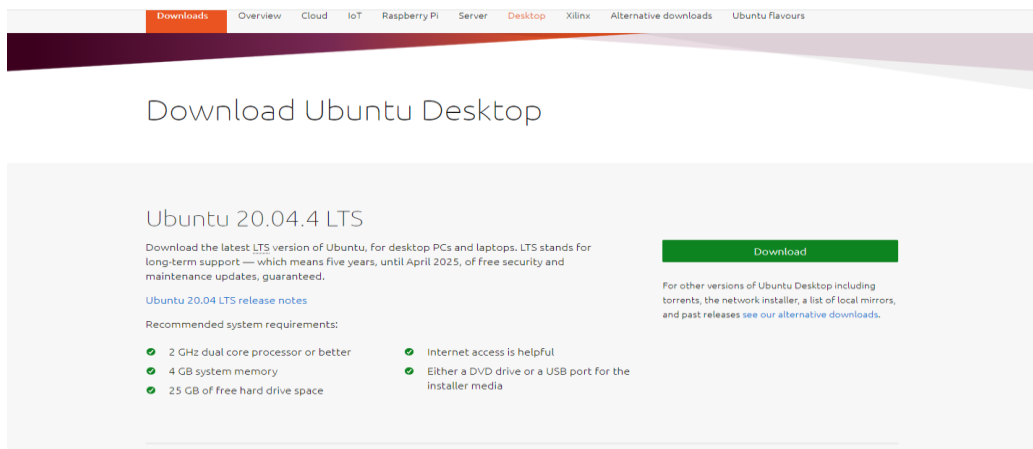 Downloads Overview Cloud IoT Raspberry Pi Server Desktop Xilinx Alternative downloads Ubuntu flavours
Download Ubuntu Desktop
Ubuntu 20.04.4 LTS
Download the latest LTS version of Ubuntu, for desktop PCs and laptops. LTS stands for
long-term support — which means five years, until April 2025, of free security and
maintenance updates, guaranteed.
Ubuntu 20.04 LTS release notes
Recommended system requirements:
2 GHz dual core processor or better
4 GB system memory
25 GB of free hard drive space
Internet access is helpful
Either a DVD drive or a USB port for the
installer media
Download
For other versions of Ubuntu Desktop including
torrents, the network installer, a list of local mirrors,
and past releases see our alternative downloads.